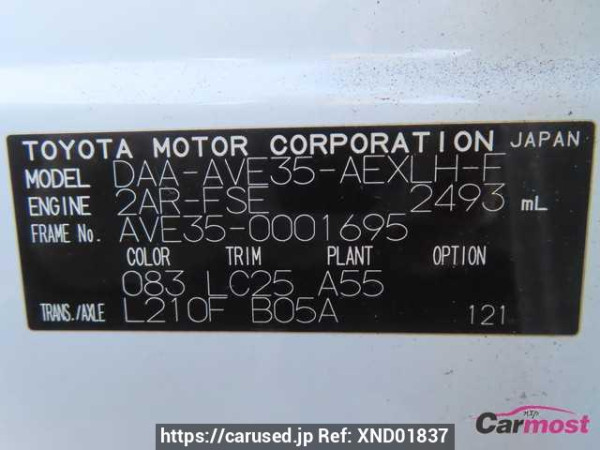 TOYOTA MOTOR CORPORATION JAPAN
MODEL DAA-AVE35-AEXLH-F
ENGINE 2AR-FSE 2493 mL
FRAME No. AVE35-0001695
COLOR TRIM PLANT OPTION
083 LC25 A55
TRANS./AXLE L210F B05A 121
Carmost
https://carused.jp Ref: XND01837